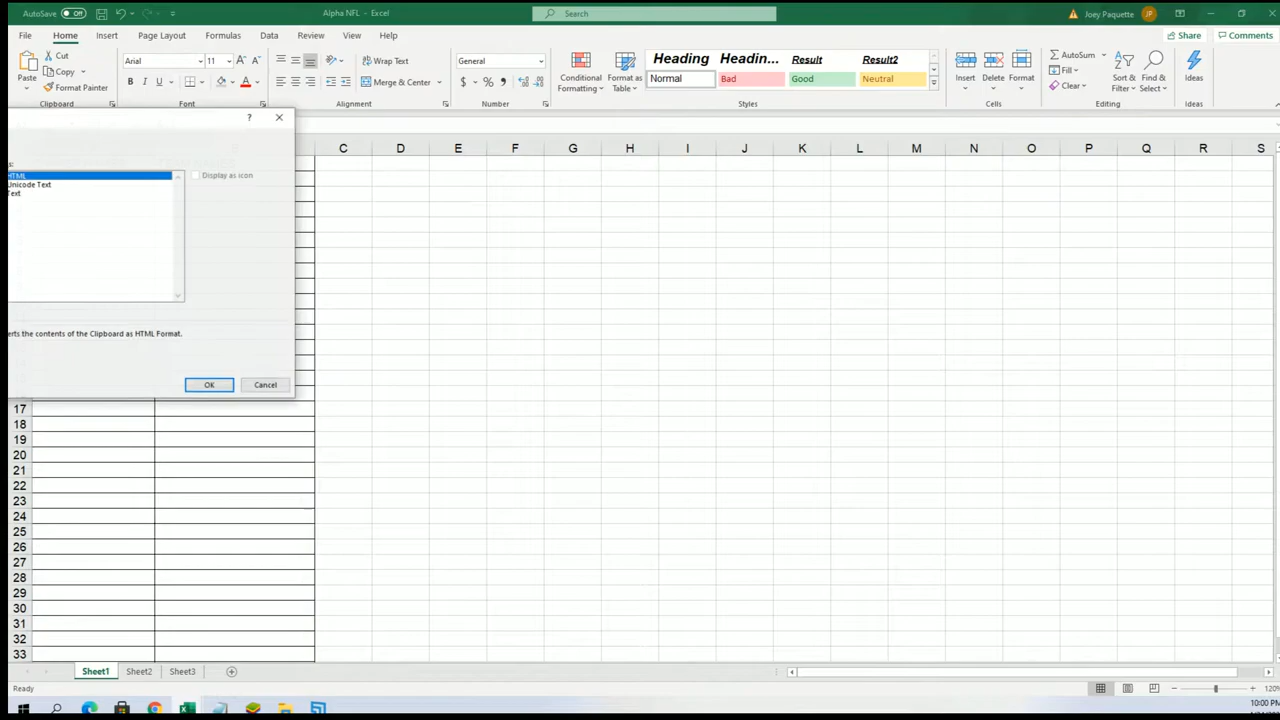 AutoSave Off Alpha NFL - Excel Search Joey Paquette JP
File Home Insert Page Layout Formulas Data Review View Help Share Comments
Cut Arial 11 Wrap Text General Heading Headin... Result Result2 AutoSum
Paste Copy Conditional Formatting Format as Table Insert Delete Format Fill Sort & Filter Find & Select Ideas
Format Painter B I U A Merge & Center $ % Normal Bad Good Neutral Clear
Clipboard Font Alignment Number Styles Cells Editing Ideas
? ×
C D E F G H I J K L M N O P Q R S
HTML Display as icon
Unicode Text
Text
erts the contents of the Clipboard as HTML Format.
OK Cancel
17
18
19
20
21
22
23
24
25
26
27
28
29
30
31
32
33
Sheet1 Sheet2 Sheet3
Ready 120%
10:00 PM